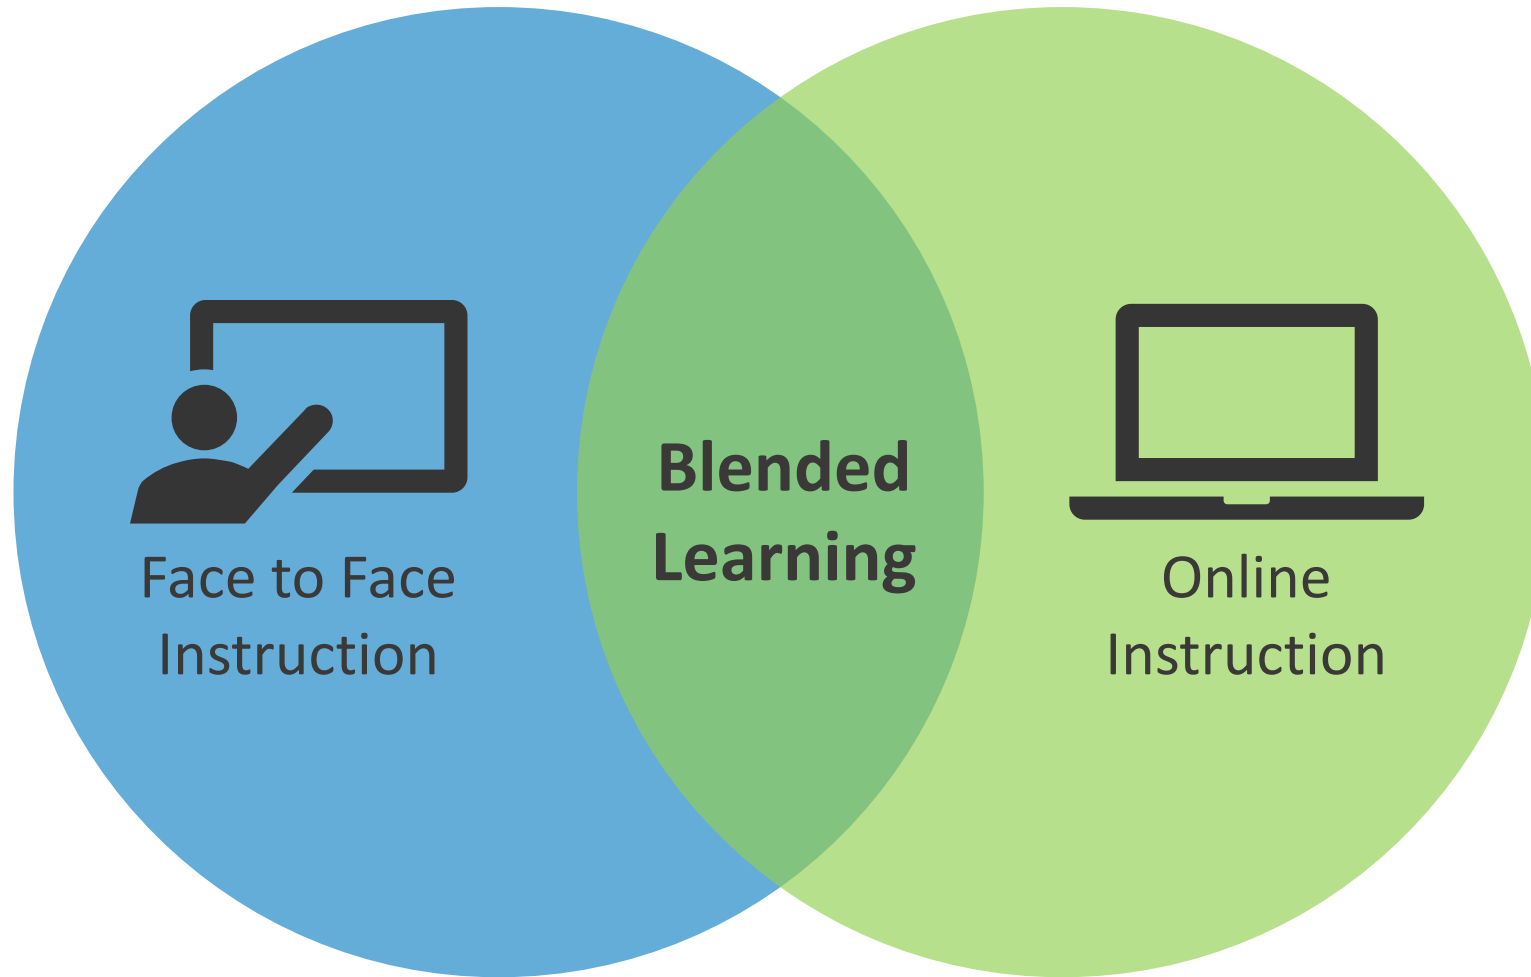 Face to Face
Instruction
Blended
Learning
Online
Instruction